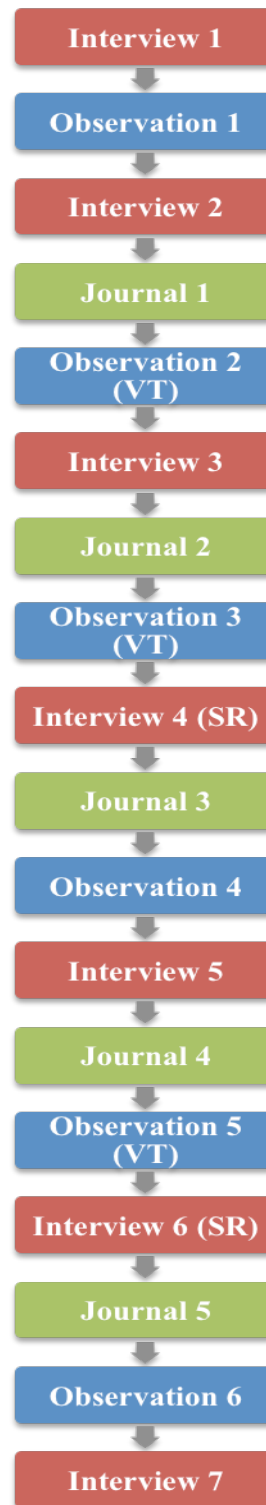 Interview 1
Observation 1
Interview 2
Journal 1
Observation 2
(VT)
Interview 3
Journal 2
Observation 3
(VT)
Interview 4 (SR)
Journal 3
Observation 4
Interview 5
Journal 4
Observation 5
(VT)
Interview 6 (SR)
Journal 5
Observation 6
Interview 7